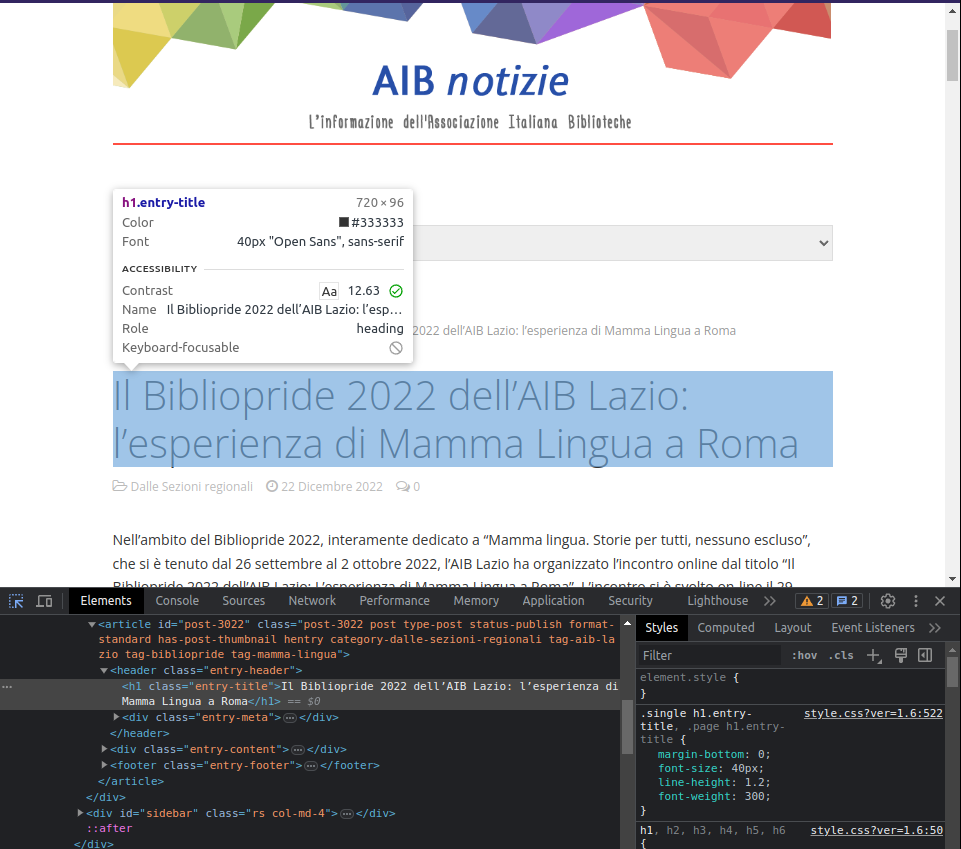 AIB notizie
L'informazione dell'Associazione Italiana Biblioteche
h1.entry-title 720 × 96
Color #333333
Font 40px "Open Sans", sans-serif
ACCESSIBILITY
Contrast Aa 12.63
Name Il Bibliopride 2022 dell’AIB Lazio: l’esp…
Role heading
Keyboard-focusable
2022 dell’AIB Lazio: l’esperienza di Mamma Lingua a Roma
Il Bibliopride 2022 dell’AIB Lazio:
l’esperienza di Mamma Lingua a Roma
Dalle Sezioni regionali 22 Dicembre 2022 0
Nell’ambito del Bibliopride 2022, interamente dedicato a “Mamma lingua. Storie per tutti, nessuno escluso”,
che si è tenuto dal 26 settembre al 2 ottobre 2022, l’AIB Lazio ha organizzato l’incontro online dal titolo “Il
Bibliopride 2022 dell’AIB Lazio: L’esperienza di Mamma Lingua a Roma”. L’incontro si è svolto on line il 29
Elements Console Sources Network Performance Memory Application Security Lighthouse 2 2
<article id="post-3022" class="post-3022 post type-post status-publish format-
standard has-post-thumbnail hentry category-dalle-sezioni-regionali tag-aib-la
zio tag-bibliopride tag-mamma-lingua">
<header class="entry-header">
<h1 class="entry-title">Il Bibliopride 2022 dell’AIB Lazio: l’esperienza di
Mamma Lingua a Roma</h1> == $0
<div class="entry-meta">…</div>
</header>
<div class="entry-content">…</div>
<footer class="entry-footer">…</footer>
</article>
</div>
<div id="sidebar" class="rs col-md-4">…</div>
::after
</div>
Styles Computed Layout Event Listeners
Filter :hov .cls
element.style {
}
.single h1.entry- style.css?ver=1.6:522
title, .page h1.entry-
title {
margin-bottom: 0;
font-size: 40px;
line-height: 1.2;
font-weight: 300;
}
h1, h2, h3, h4, h5, h6 style.css?ver=1.6:50
{